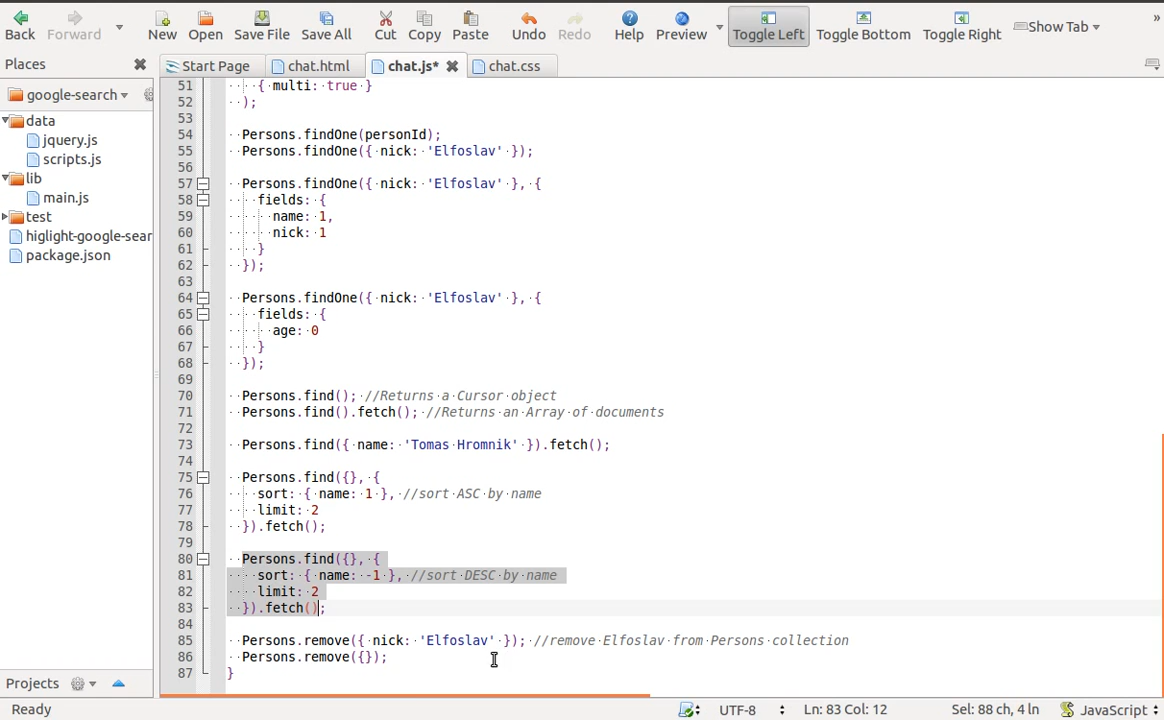 Back Forward New Open Save File Save All Cut Copy Paste Undo Redo Help Preview Toggle Left Toggle Bottom Toggle Right Show Tab »
Places Start Page chat.html chat.js* chat.css
google-search
data
jquery.js
scripts.js
lib
main.js
test
higlight-google-sear
package.json
51 { multi: true }
52 );
53
54 Persons.findOne(personId);
55 Persons.findOne({ nick: 'Elfoslav' });
56
57 Persons.findOne({ nick: 'Elfoslav' }, {
58 fields: {
59 name: 1,
60 nick: 1
61 }
62 });
63
64 Persons.findOne({ nick: 'Elfoslav' }, {
65 fields: {
66 age: 0
67 }
68 });
69
70 Persons.find(); //Returns a Cursor object
71 Persons.find().fetch(); //Returns an Array of documents
72
73 Persons.find({ name: 'Tomas Hromnik' }).fetch();
74
75 Persons.find({}, {
76 sort: { name: 1 }, //sort ASC by name
77 limit: 2
78 }).fetch();
79
80 Persons.find({}, {
81 sort: { name: -1 }, //sort DESC by name
82 limit: 2
83 }).fetch();
84
85 Persons.remove({ nick: 'Elfoslav' }); //remove Elfoslav from Persons collection
86 Persons.remove({});
87 }
Projects
Ready UTF-8 Ln: 83 Col: 12 Sel: 88 ch, 4 ln JavaScript